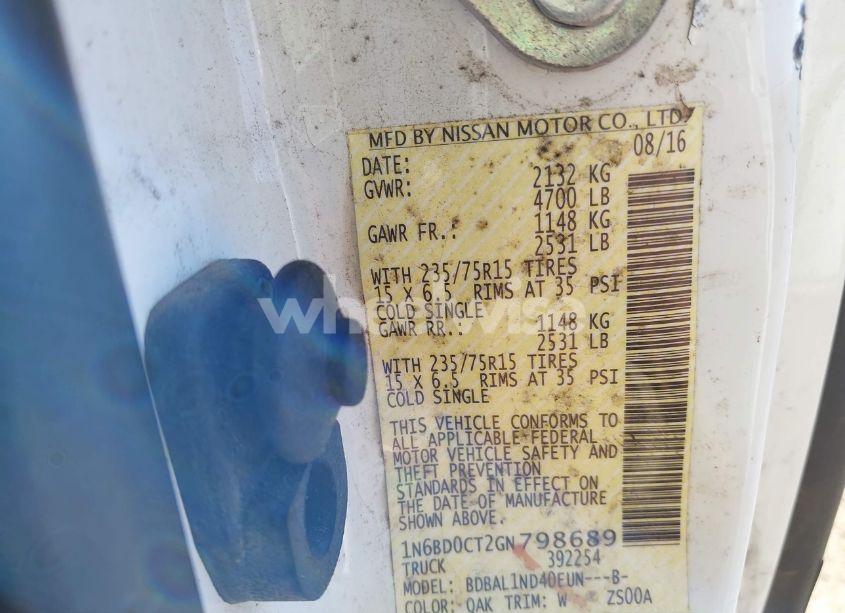 MFD BY NISSAN MOTOR CO., LTD
DATE: 08/16
GVWR: 2132 KG
4700 LB
GAWR FR.: 1148 KG
2531 LB
WITH 235/75R15 TIRES
15 X 6.5 RIMS AT 35 PSI
COLD SINGLE
GAWR RR.: 1148 KG
2531 LB
WITH 235/75R15 TIRES
15 X 6.5 RIMS AT 35 PSI
COLD SINGLE
THIS VEHICLE CONFORMS TO
ALL APPLICABLE FEDERAL
MOTOR VEHICLE SAFETY AND
THEFT PREVENTION
STANDARDS IN EFFECT ON
THE DATE OF MANUFACTURE
SHOWN ABOVE.
1N6BD0CT2GN798689
TRUCK 392254
MODEL: BDBAL1ND40EUN---B-
COLOR: QAK TRIM: W ZS00A